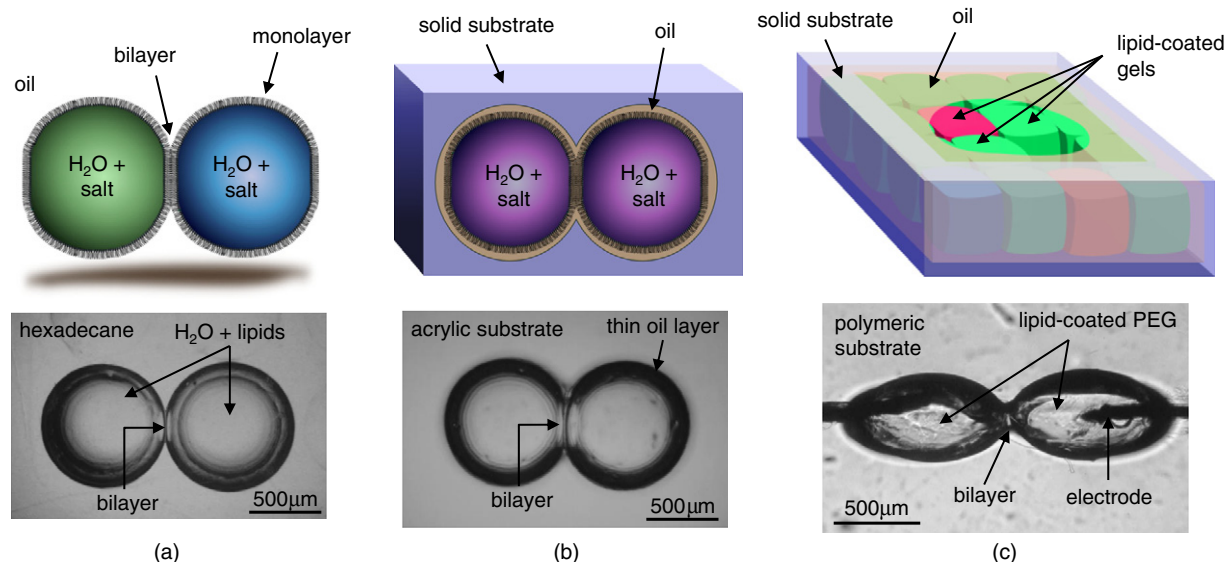 oil
bilayer
monolayer
H₂O +
salt
H₂O +
salt
hexadecane
H₂O + lipids
bilayer
500μm
(a)
solid substrate
oil
H₂O +
salt
H₂O +
salt
acrylic substrate
thin oil layer
bilayer
500μm
(b)
solid substrate
oil
lipid-coated
gels
polymeric
substrate
lipid-coated PEG
bilayer
electrode
500μm
(c)